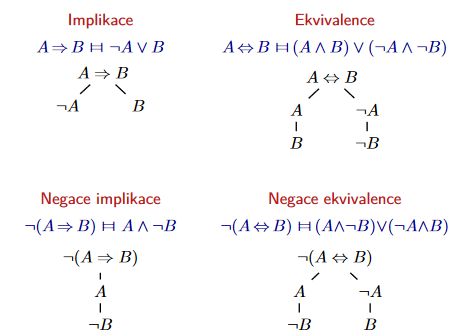 Implikace
A ⇒ B ⊨⊣ ¬A ∨ B
A ⇒ B
¬A B
Ekvivalence
A ⇔ B ⊨⊣ (A ∧ B) ∨ (¬A ∧ ¬B)
A ⇔ B
A ¬A
B ¬B
Negace implikace
¬(A ⇒ B) ⊨⊣ A ∧ ¬B
¬(A ⇒ B)
A
¬B
Negace ekvivalence
¬(A ⇔ B) ⊨⊣ (A∧¬B)∨(¬A∧B)
¬(A ⇔ B)
A ¬A
¬B B